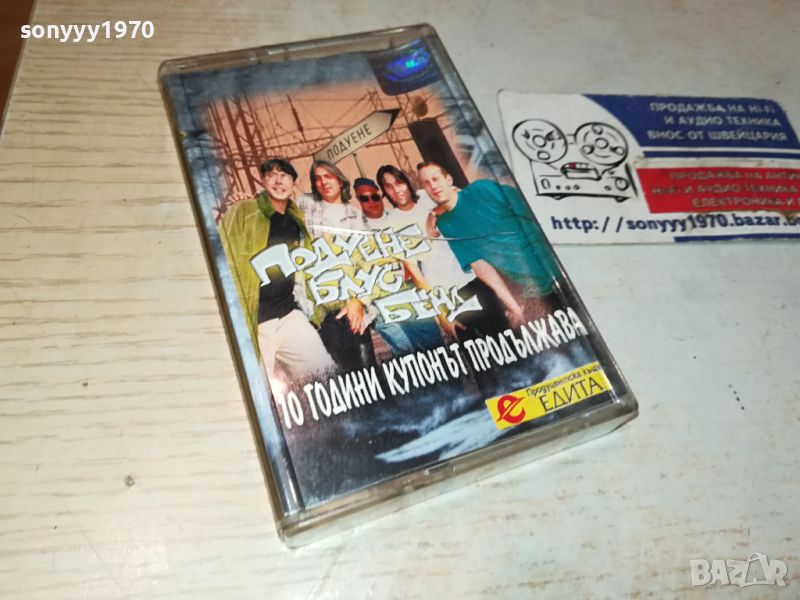 sonyyy1970
ПОДУЕНЕ
ПОДУЕНЕ
БЛУС
БЕНД
10 ГОДИНИ КУПОНЪТ ПРОДЪЛЖАВА
Продуцентска къща
ЕДИТА
ПРОДАЖБА НА HI-FI
И АУДИО ТЕХНИКА
ВНОС ОТ ШВЕЙЦАРИЯ
ПРОДАЖБА НА
HI-FI И АУДИО ТЕХНИКА
ЕЛЕКТРОНИКА И
http://sonyyy1970.bazar.b
BAZAR